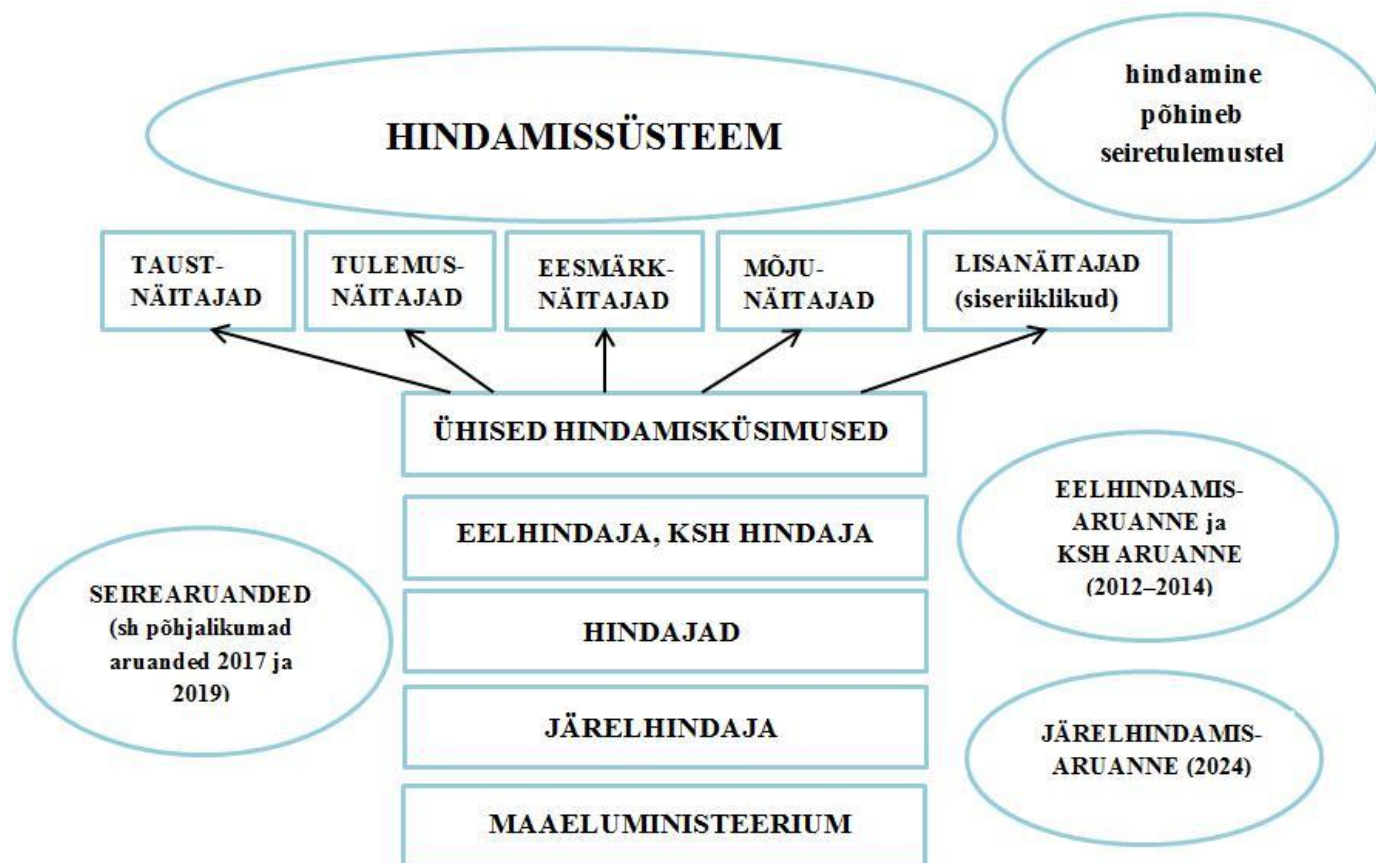 HINDAMISSÜSTEEM
hindamine
põhineb
seiretulemustel
TAUST-
NÄITAJAD
TULEMUS-
NÄITAJAD
EESMÄRK-
NÄITAJAD
MÕJU-
NÄITAJAD
LISANÄITAJAD
(siseriiklikud)
ÜHISED HINDAMISKÜSIMUSED
EELHINDAJA, KSH HINDAJA
HINDAJAD
JÄRELHINDAJA
MAAELUMINISTEERIUM
SEIREARUANDED
(sh põhjalikumad
aruanded 2017 ja
2019)
EELHINDAMIS-
ARUANNE ja
KSH ARUANNE
(2012–2014)
JÄRELHINDAMIS-
ARUANNE (2024)